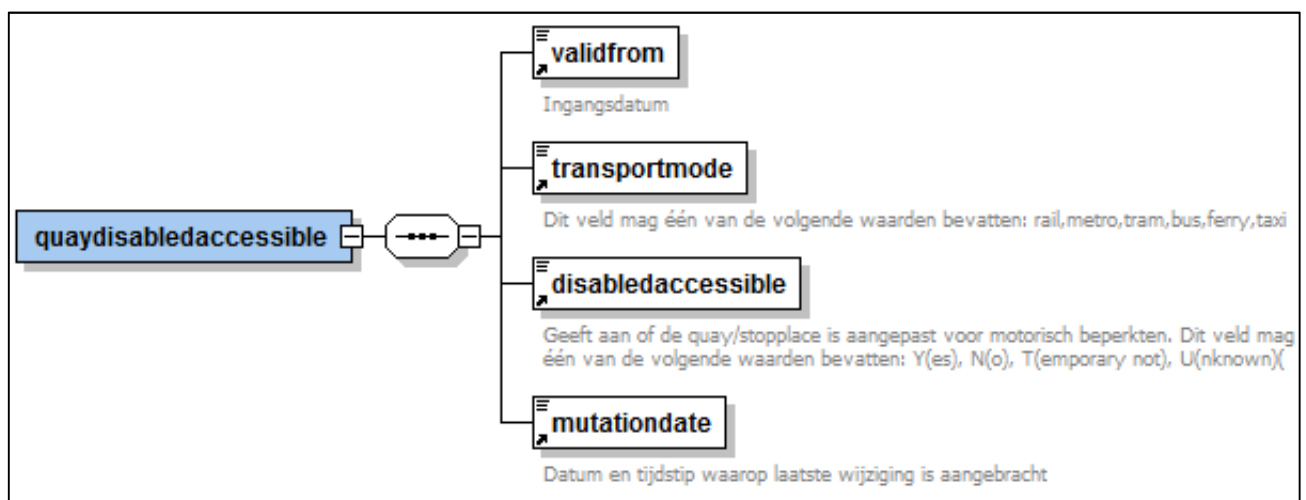 validfrom
Ingangsdatum
transportmode
Dit veld mag één van de volgende waarden bevatten: rail,metro,tram,bus,ferry,taxi
quaydisabledaccessible
disabledaccessible
Geeft aan of de quay/stopplace is aangepast voor motorisch beperkten. Dit veld mag
één van de volgende waarden bevatten: Y(es), N(o), T(emporary not), U(nknown)(
mutationdate
Datum en tijdstip waarop laatste wijziging is aangebracht